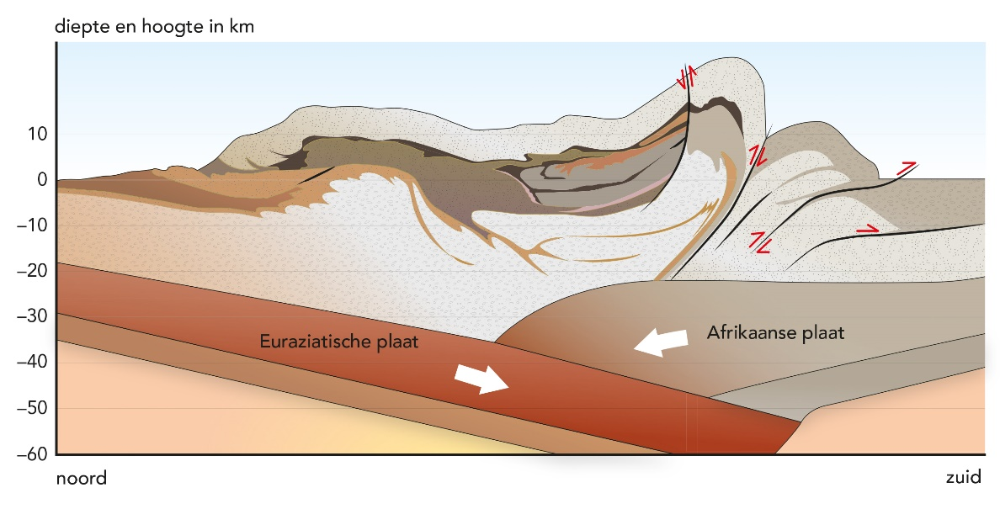 diepte en hoogte in km
10
0
–10
–20
–30
–40
–50
–60
Euraziatische plaat
Afrikaanse plaat
noord
zuid